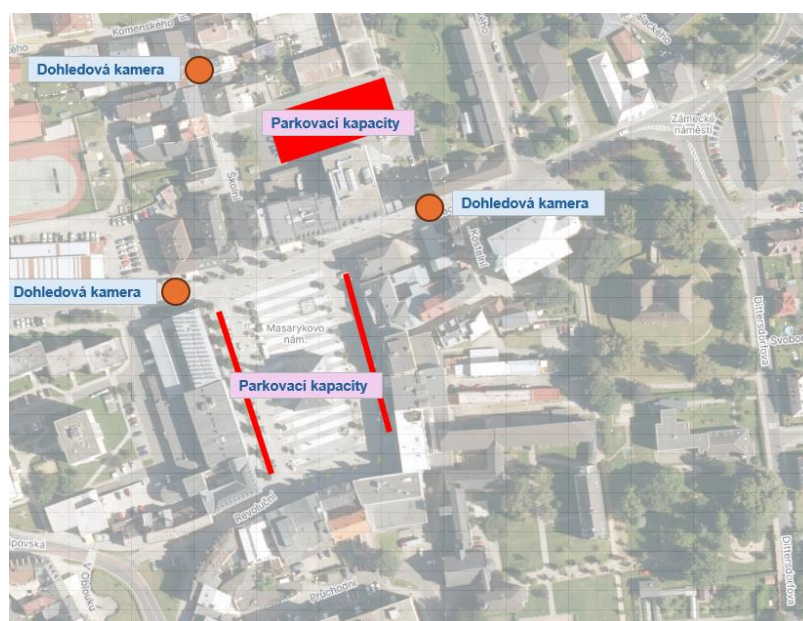 Komenského
Dohledová kamera
Parkovací kapacity
Zámecké
náměstí
Školní
Dohledová kamera
Kostelní
Dohledová kamera
Masarykovo
nám.
Dittersdorfova
Parkovací kapacity
Revoluční
V Oblouku
Průchodní
Dittersdorfova